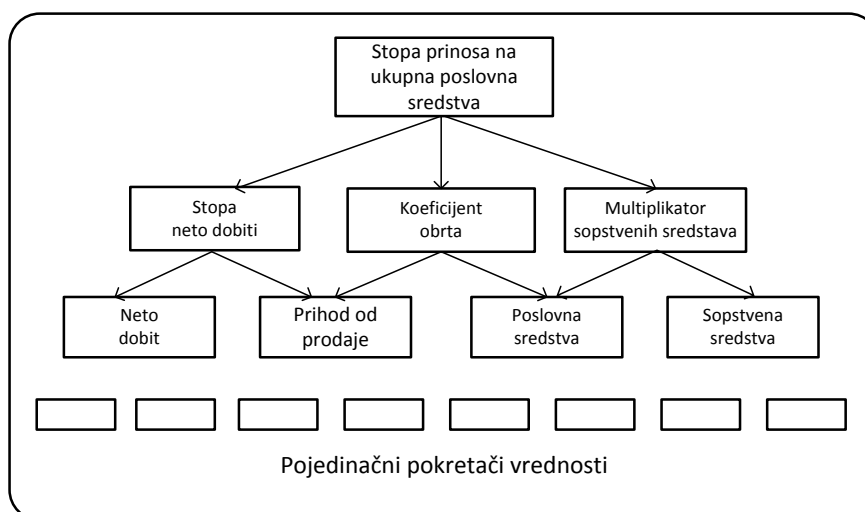 Stopa prinosa na
ukupna poslovna
sredstva
Stopa
neto dobiti
Koeficijent
obrta
Multiplikator
sopstvenih sredstava
Neto
dobit
Prihod od
prodaje
Poslovna
sredstva
Sopstvena
sredstva
Pojedinačni pokretači vrednosti